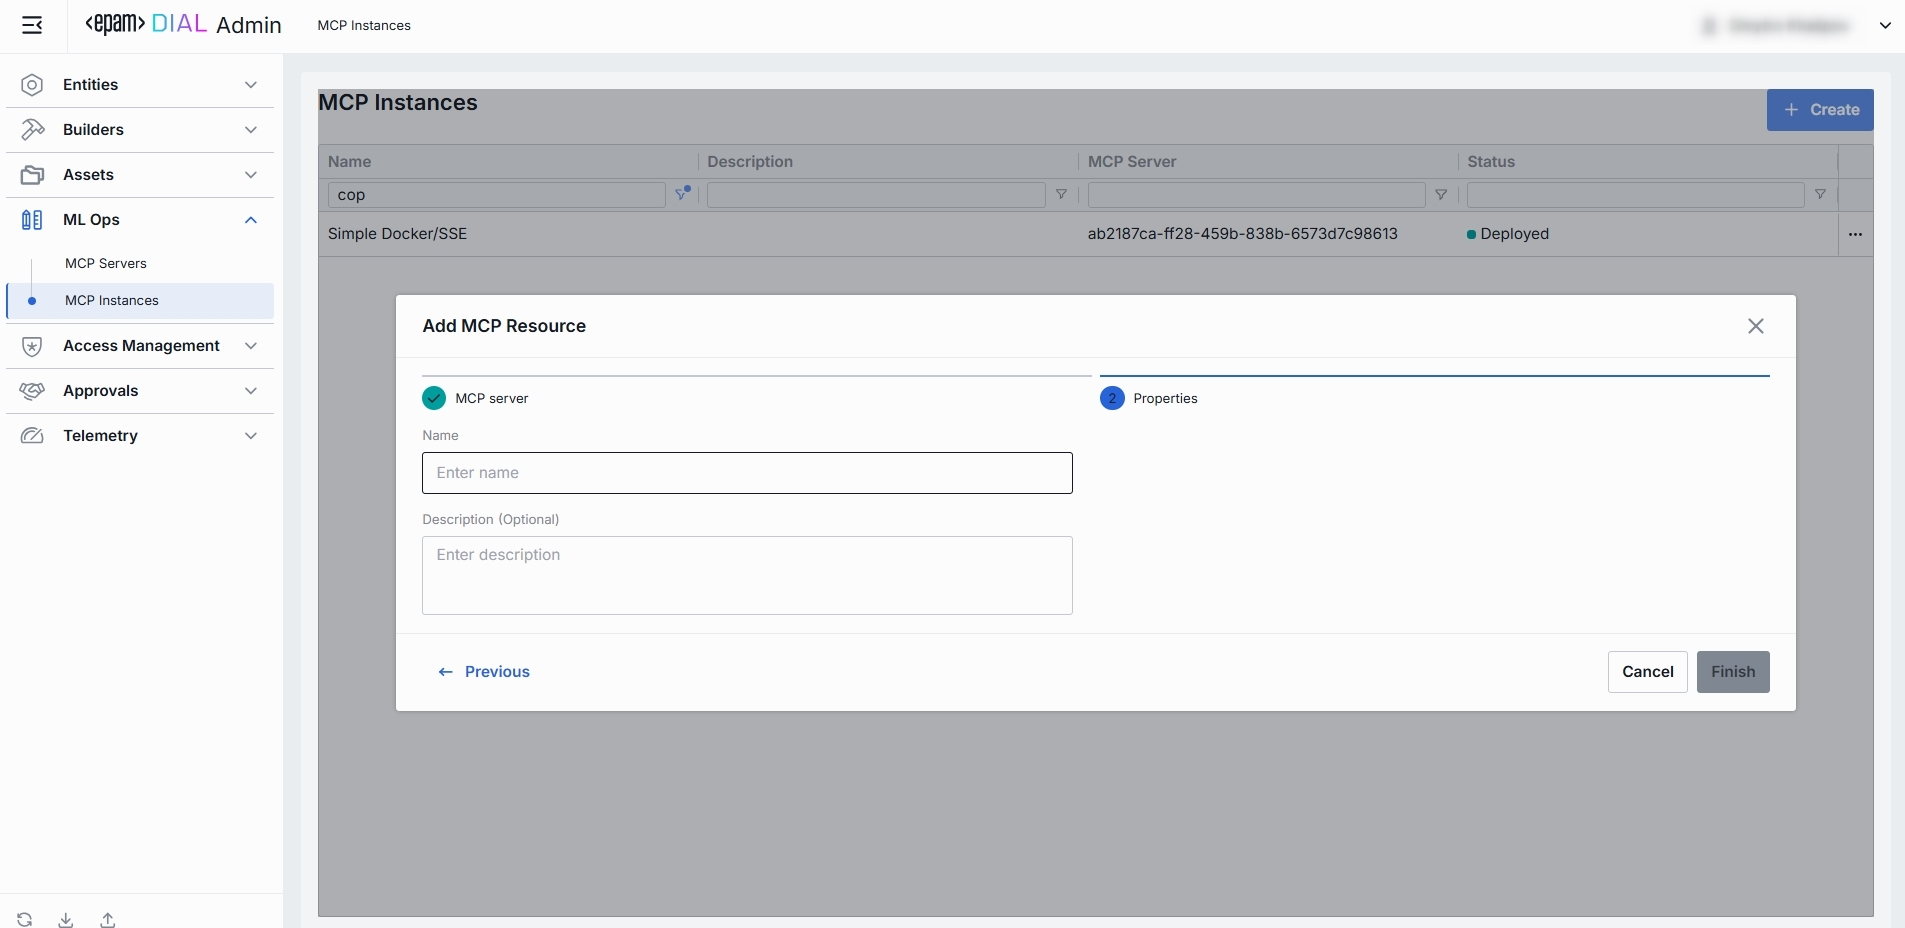 <epam> DIAL Admin
MCP Instances
Entities
Builders
Assets
ML Ops
MCP Servers
MCP Instances
Access Management
Approvals
Telemetry
MCP Instances
+ Create
Name Description MCP Server Status
cop
Simple Docker/SSE ab2187ca-ff28-459b-838b-6573d7c98613 Deployed ...
Add MCP Resource
MCP server
2 Properties
Name
Enter name
Description (Optional)
Enter description
← Previous
Cancel
Finish